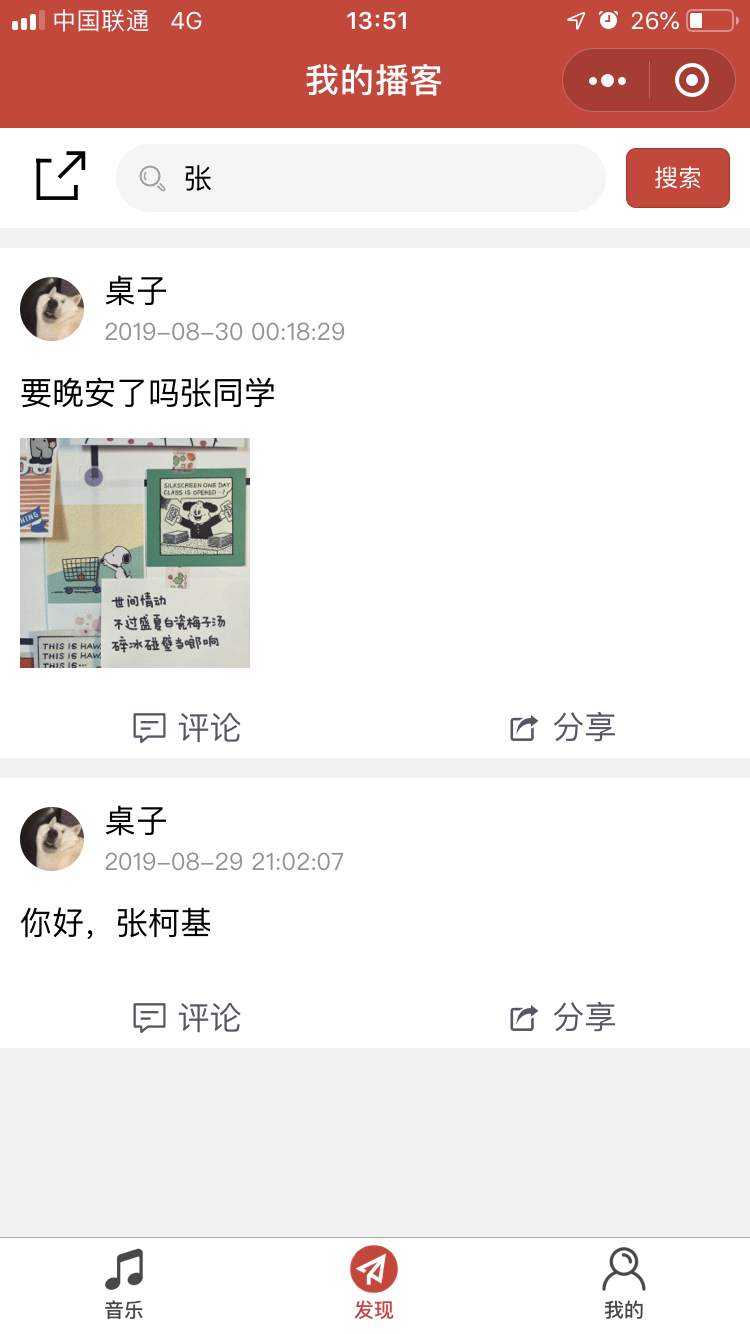 中国联通 4G 13:51 26%
我的播客
张 搜索
桌子
2019-08-30 00:18:29
要晚安了吗张同学
SILKSCREEN ONE DAY
CLASS IS OPENED...!
世间情动
不过盛夏白瓷梅子汤
碎冰碰壁当啷响
THIS IS HAW
THIS IS HAW
THIS IS
评论 分享
桌子
2019-08-29 21:02:07
你好，张柯基
评论 分享
音乐 发现 我的